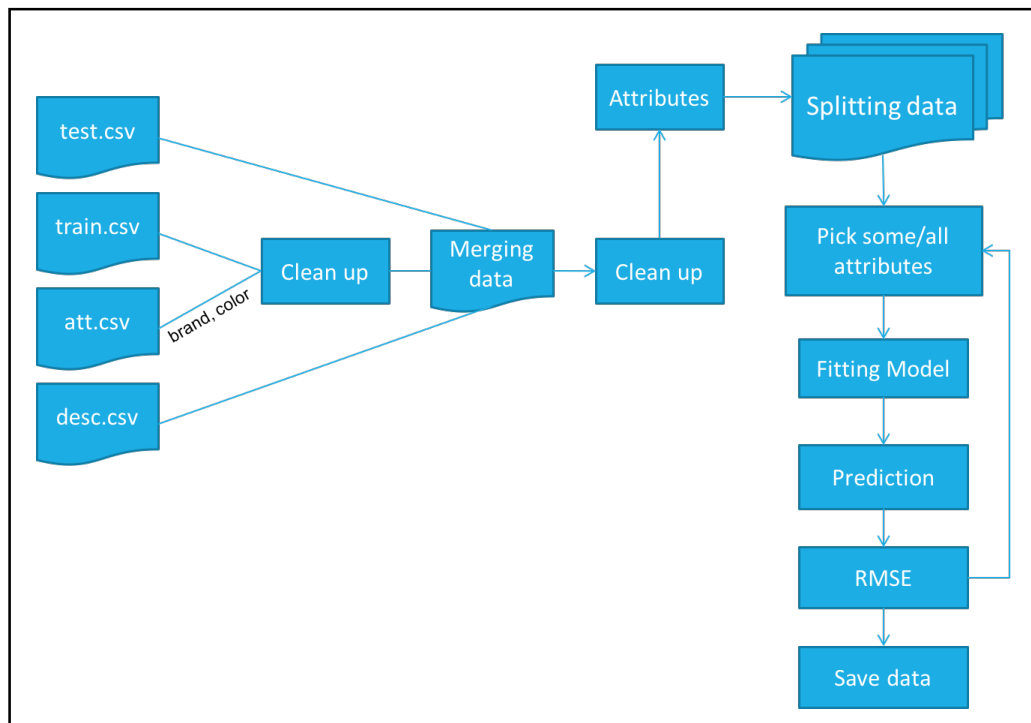 test.csv
train.csv
att.csv
desc.csv
brand, color
Clean up
Merging
data
Clean up
Attributes
Splitting data
Pick some/all
attributes
Fitting Model
Prediction
RMSE
Save data